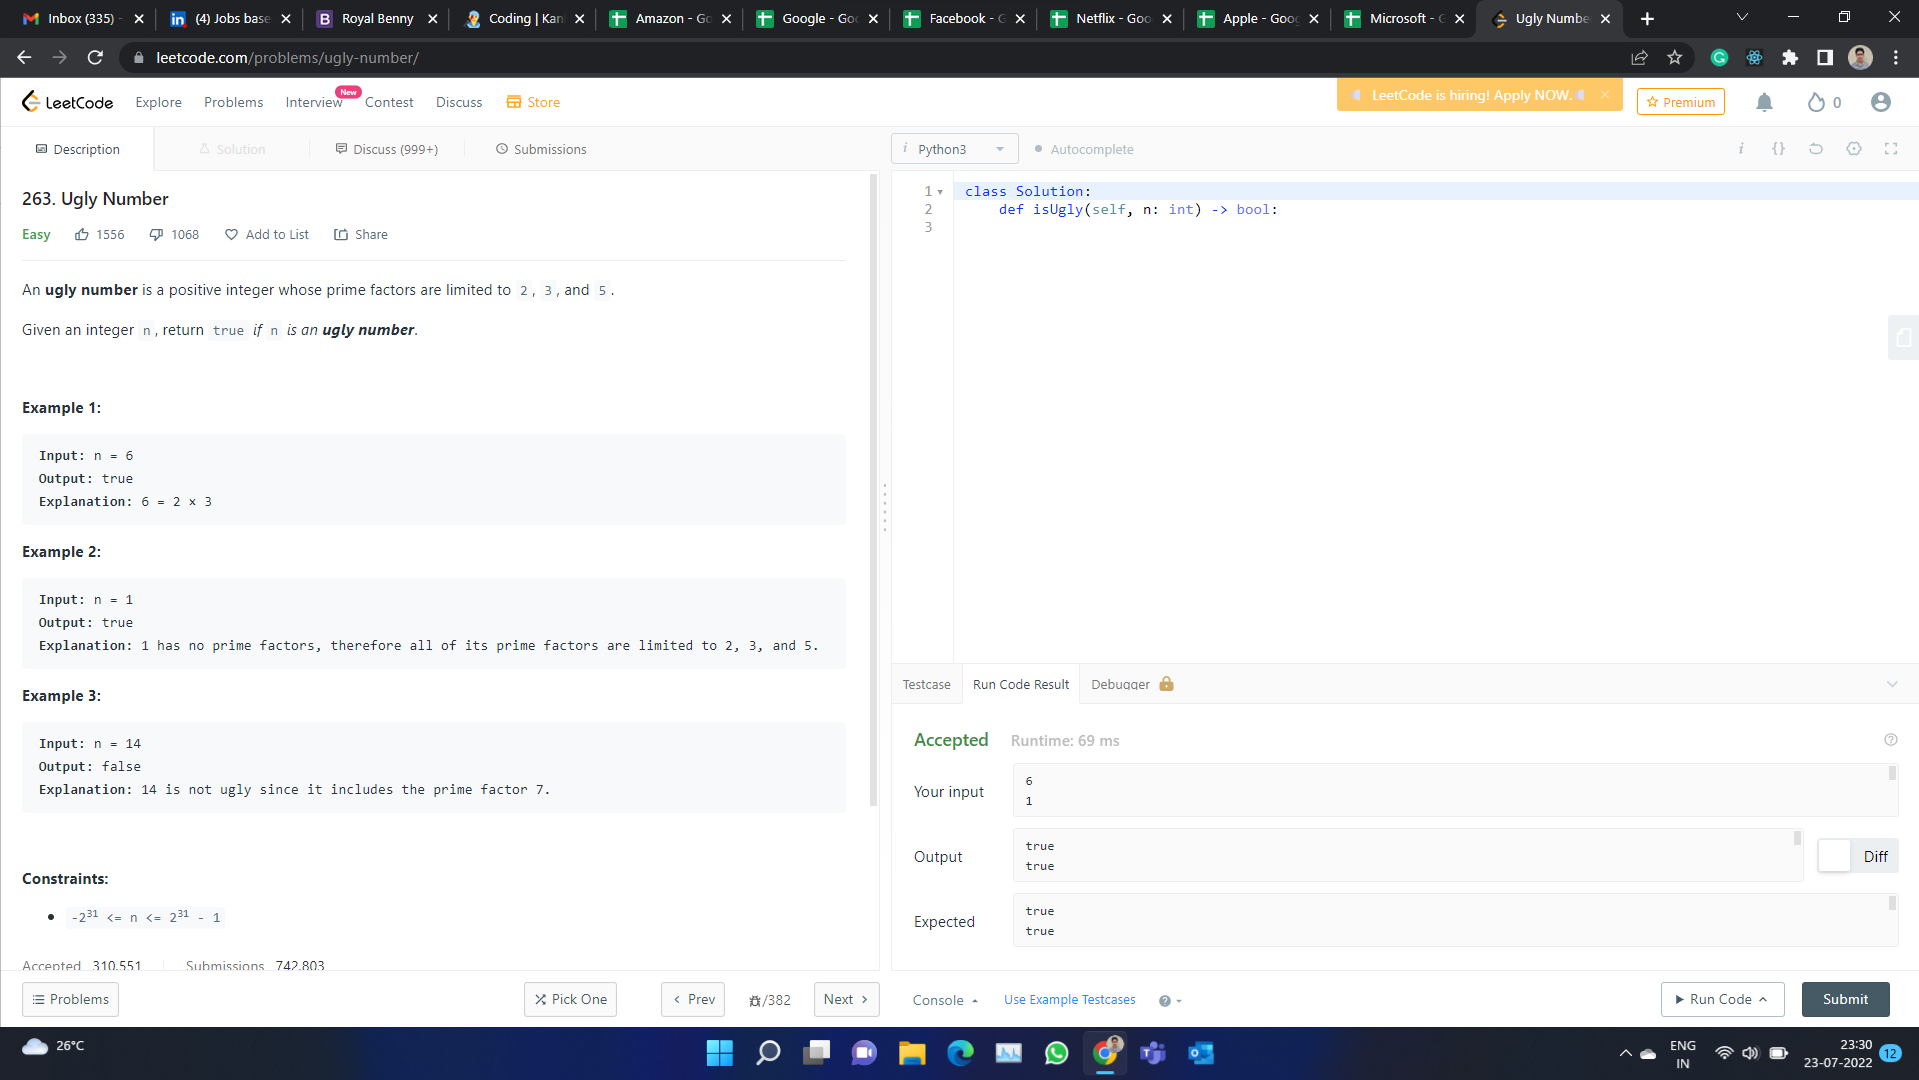 Inbox (335) -
(4) Jobs base
Royal Benny
Coding | Kan
Amazon - Go
Google - Goo
Facebook - G
Netflix - Goo
Apple - Goog
Microsoft - G
Ugly Numbe
leetcode.com/problems/ugly-number/
LeetCode
Explore
Problems
Interview
New
Contest
Discuss
Store
LeetCode is hiring! Apply NOW.
Premium
0
Description
Solution
Discuss (999+)
Submissions
263. Ugly Number
Easy 1556 1068 Add to List Share
An ugly number is a positive integer whose prime factors are limited to 2, 3, and 5.
Given an integer n, return true if n is an ugly number.
Example 1:
Input: n = 6
Output: true
Explanation: 6 = 2 × 3
Example 2:
Input: n = 1
Output: true
Explanation: 1 has no prime factors, therefore all of its prime factors are limited to 2, 3, and 5.
Example 3:
Input: n = 14
Output: false
Explanation: 14 is not ugly since it includes the prime factor 7.
Constraints:
-2^31 <= n <= 2^31 - 1
Accepted 310,551 Submissions 742,803
Problems
Pick One
Prev
/382
Next
i Python3
Autocomplete
i {}
1 class Solution:
2 def isUgly(self, n: int) -> bool:
3
Testcase
Run Code Result
Debugger
Accepted Runtime: 69 ms
Your input
6
1
Output
true
true
Diff
Expected
true
true
Console
Use Example Testcases
Run Code
Submit
26°C
ENG
IN
23:30
23-07-2022
12